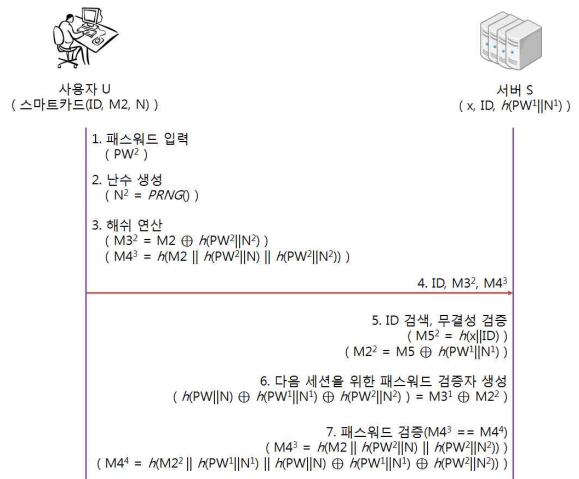 사용자 U
( 스마트카드(ID, M2, N) )
서버 S
( x, ID, h(PW¹||N¹) )
1. 패스워드 입력
( PW² )
2. 난수 생성
( N² = PRNG() )
3. 해쉬 연산
( M3² = M2 ⊕ h(PW²||N²) )
( M4³ = h(M2 || h(PW²||N) || h(PW²||N²)) )
4. ID, M3², M4³
5. ID 검색, 무결성 검증
( M5² = h(x||ID) )
( M2² = M5 ⊕ h(PW¹||N¹) )
6. 다음 세션을 위한 패스워드 검증자 생성
( h(PW||N) ⊕ h(PW¹||N¹) ⊕ h(PW²||N²) ) = M3¹ ⊕ M2² )
7. 패스워드 검증(M4³ == M4⁴)
( M4³ = h(M2 || h(PW²||N) || h(PW²||N²)) )
( M4⁴ = h(M2² || h(PW¹||N¹) || h(PW||N) ⊕ h(PW¹||N¹) ⊕ h(PW²||N²)) )